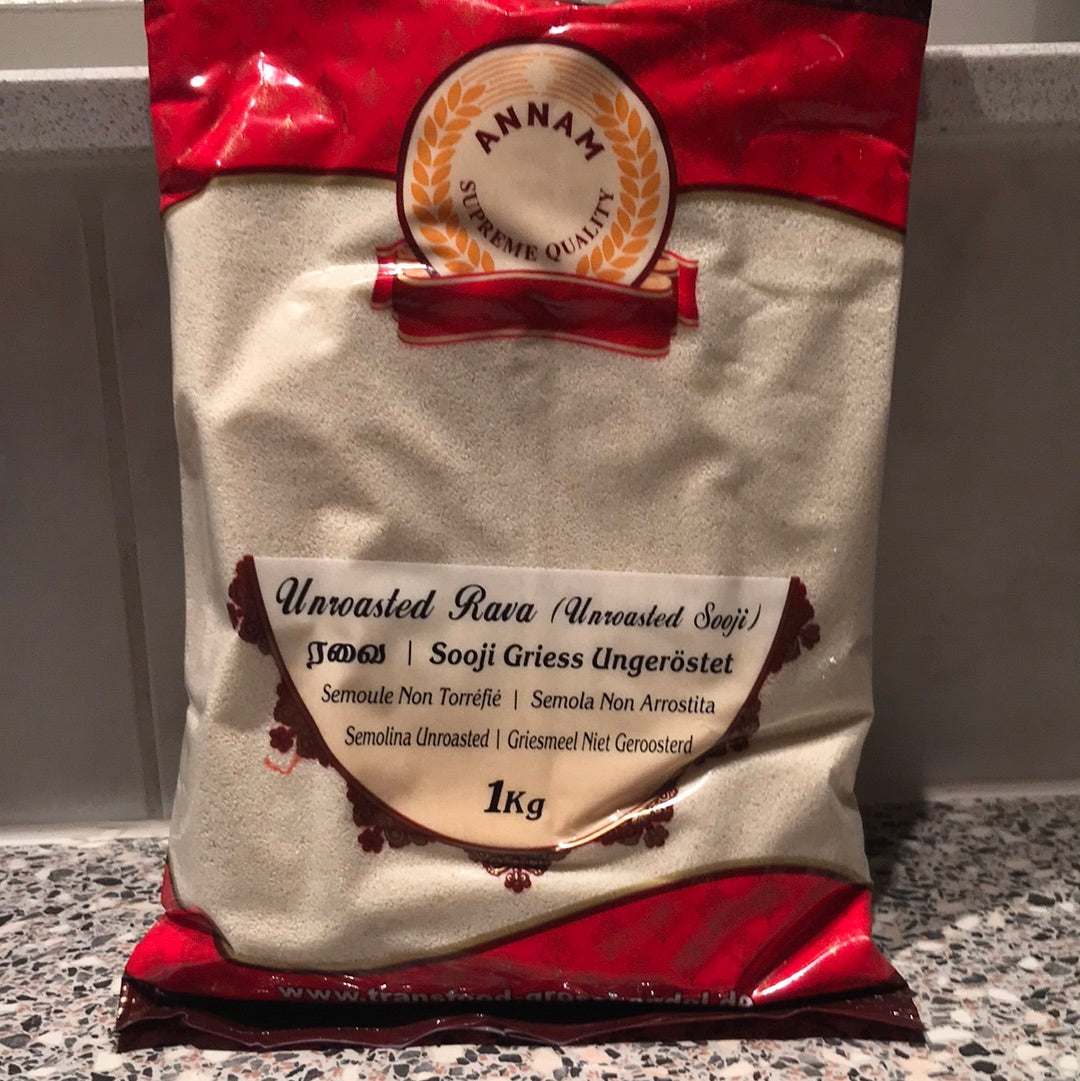 ANNAM
SUPREME QUALITY
Unroasted Rava (Unroasted Sooji)
ரவை | Sooji Griess Ungeröstet
Semoule Non Torréfié | Semola Non Arrostita
Semolina Unroasted | Griesmeel Niet Geroosterd
1Kg